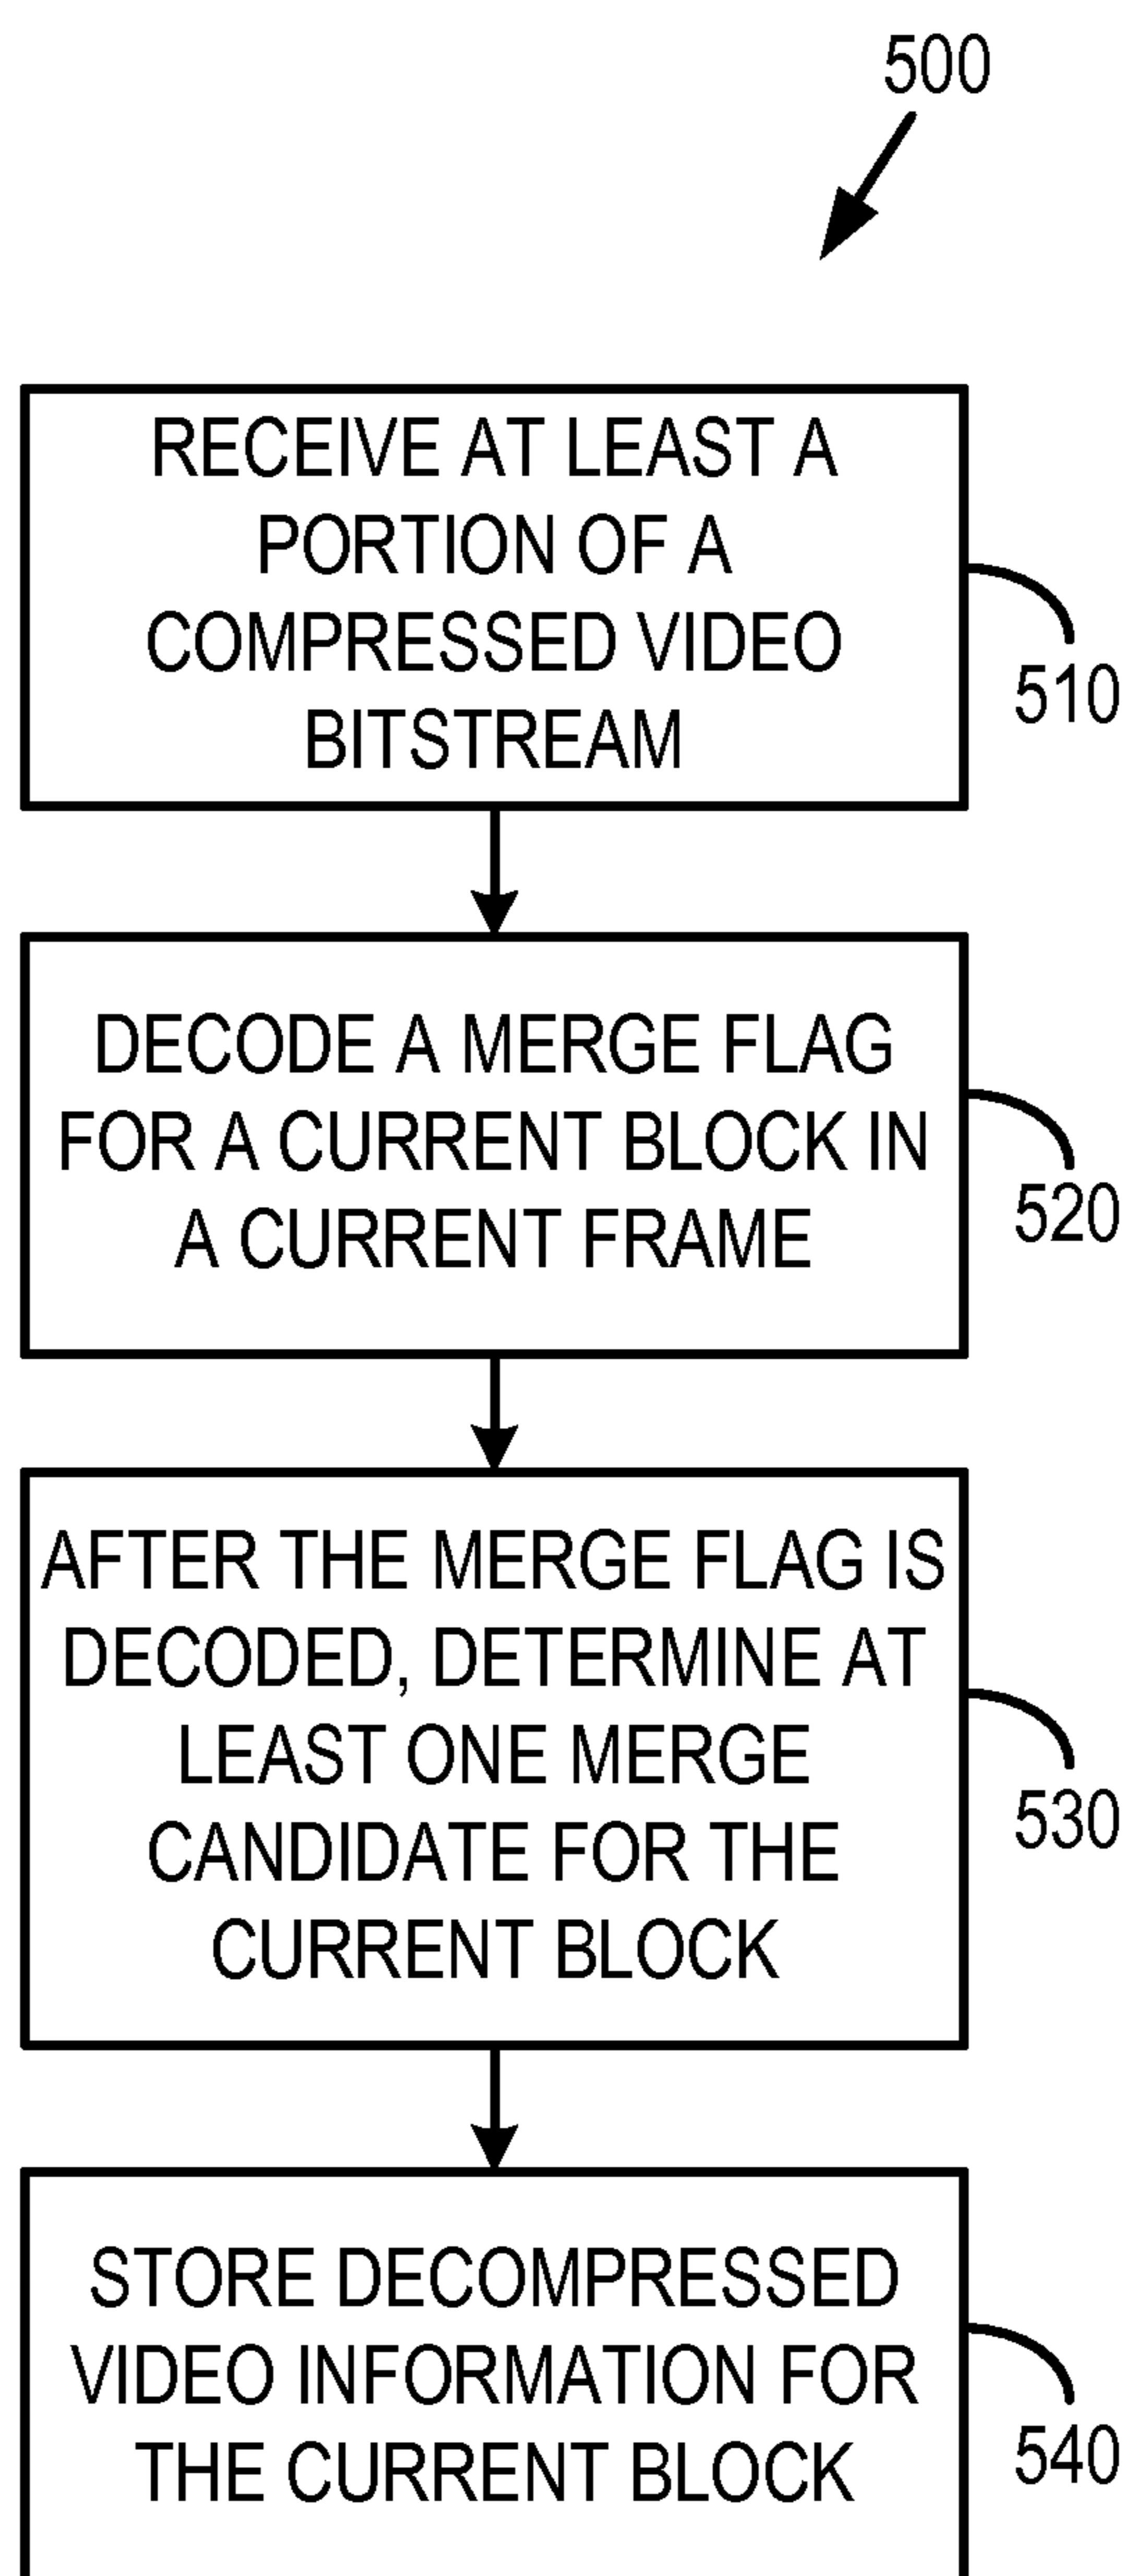 500
RECEIVE AT LEAST A
PORTION OF A
COMPRESSED VIDEO
BITSTREAM
510
DECODE A MERGE FLAG
FOR A CURRENT BLOCK IN
A CURRENT FRAME
520
AFTER THE MERGE FLAG IS
DECODED, DETERMINE AT
LEAST ONE MERGE
CANDIDATE FOR THE
CURRENT BLOCK
530
STORE DECOMPRESSED
VIDEO INFORMATION FOR
THE CURRENT BLOCK
540